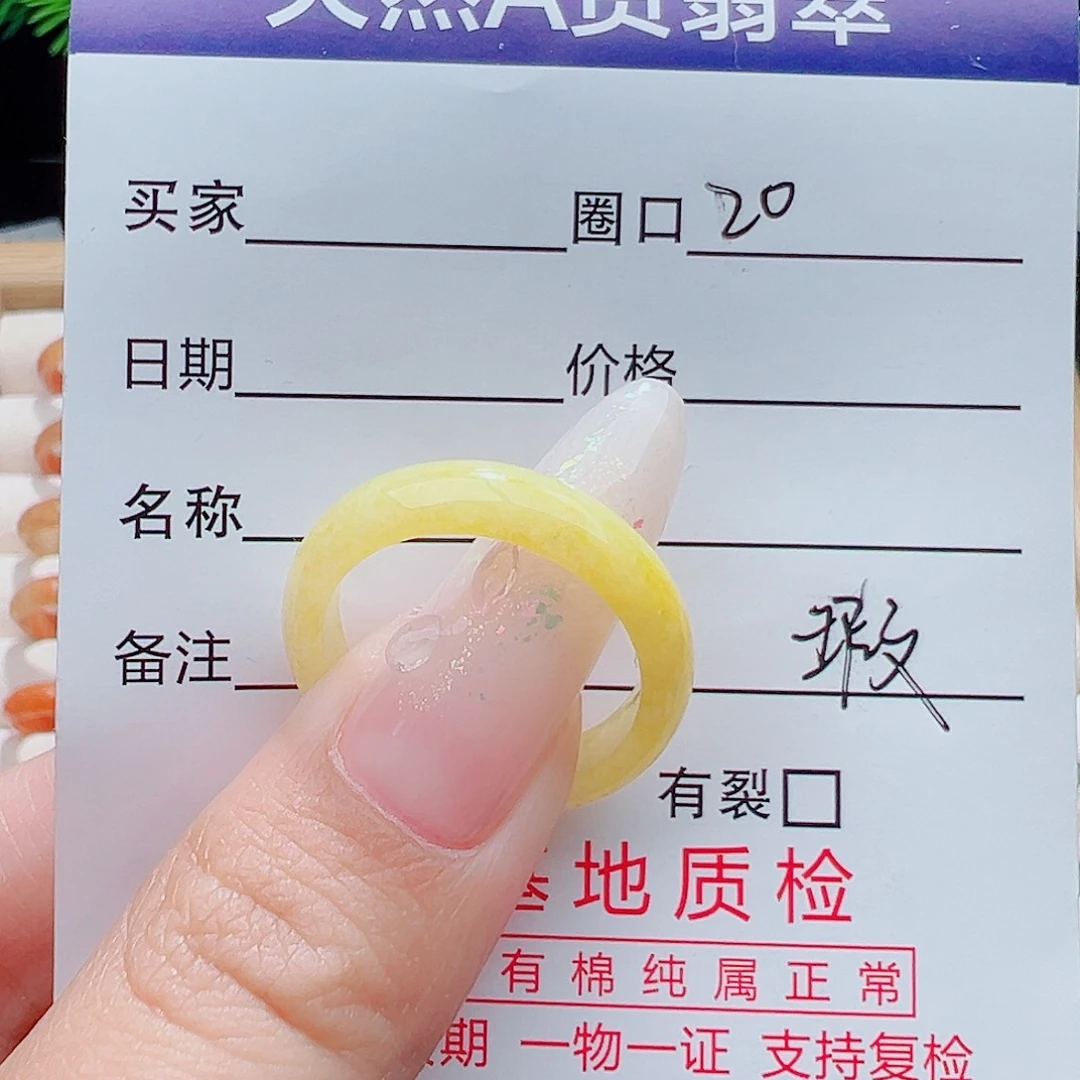 天然A货翡翠
买家 圈口 20
日期 价格
名称
备注 瑕
有裂
地质检
有棉纯属正常
期 一物一证 支持复检